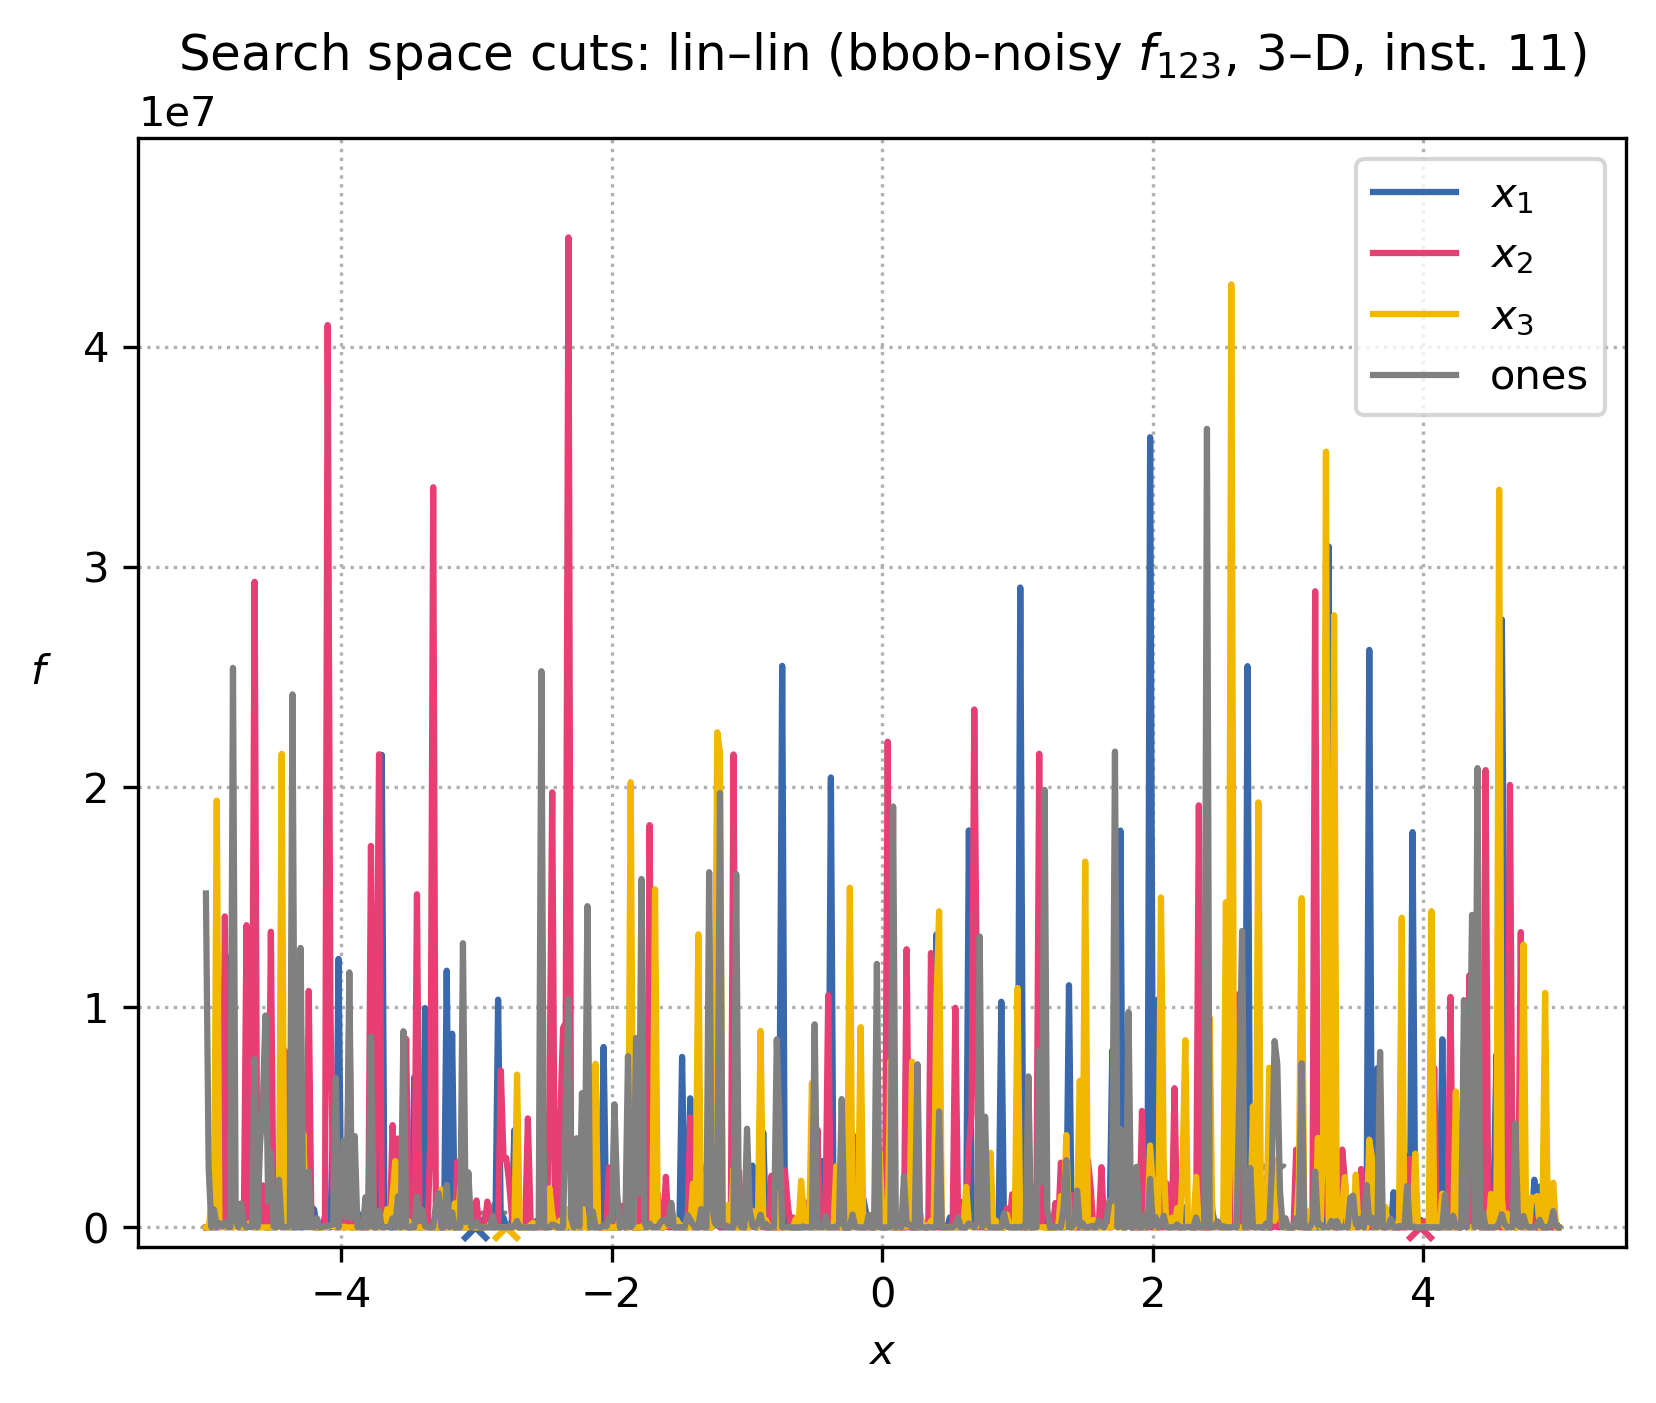 Search space cuts: lin–lin (bbob-noisy f₁₂₃, 3–D, inst. 11)
1e7
x₁
x₂
x₃
ones
4
3
2
1
0
f
−4 −2 0 2 4
x